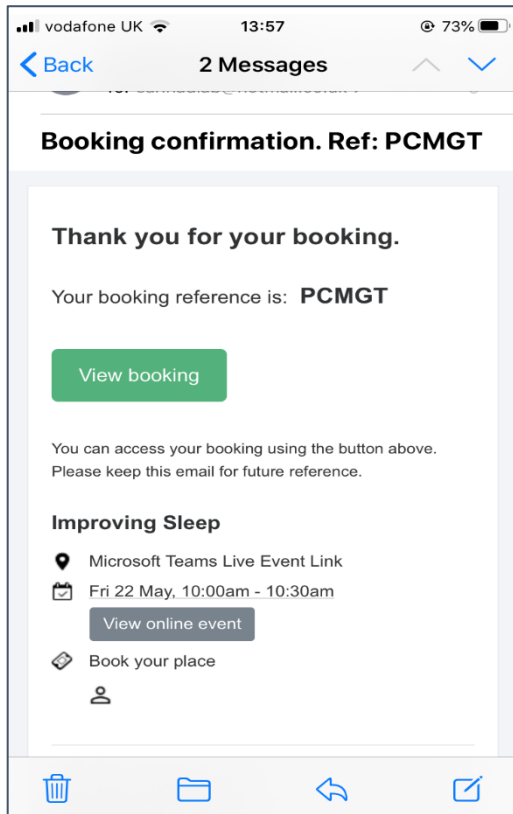 vodafone UK 13:57 73%
Back 2 Messages
Booking confirmation. Ref: PCMGT
Thank you for your booking.
Your booking reference is: PCMGT
View booking
You can access your booking using the button above.
Please keep this email for future reference.
Improving Sleep
Microsoft Teams Live Event Link
Fri 22 May, 10:00am - 10:30am
View online event
Book your place